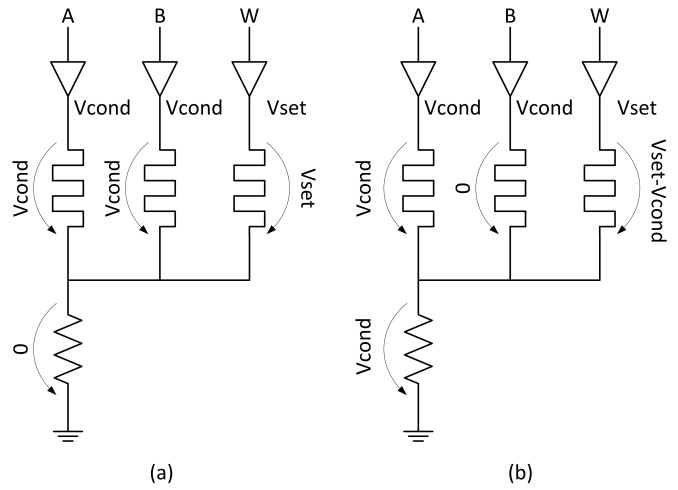 A B W A B W
Vcond Vcond Vset Vcond Vcond Vset
Vcond Vcond Vset Vcond 0 Vset-Vcond
0 Vcond
(a) (b)